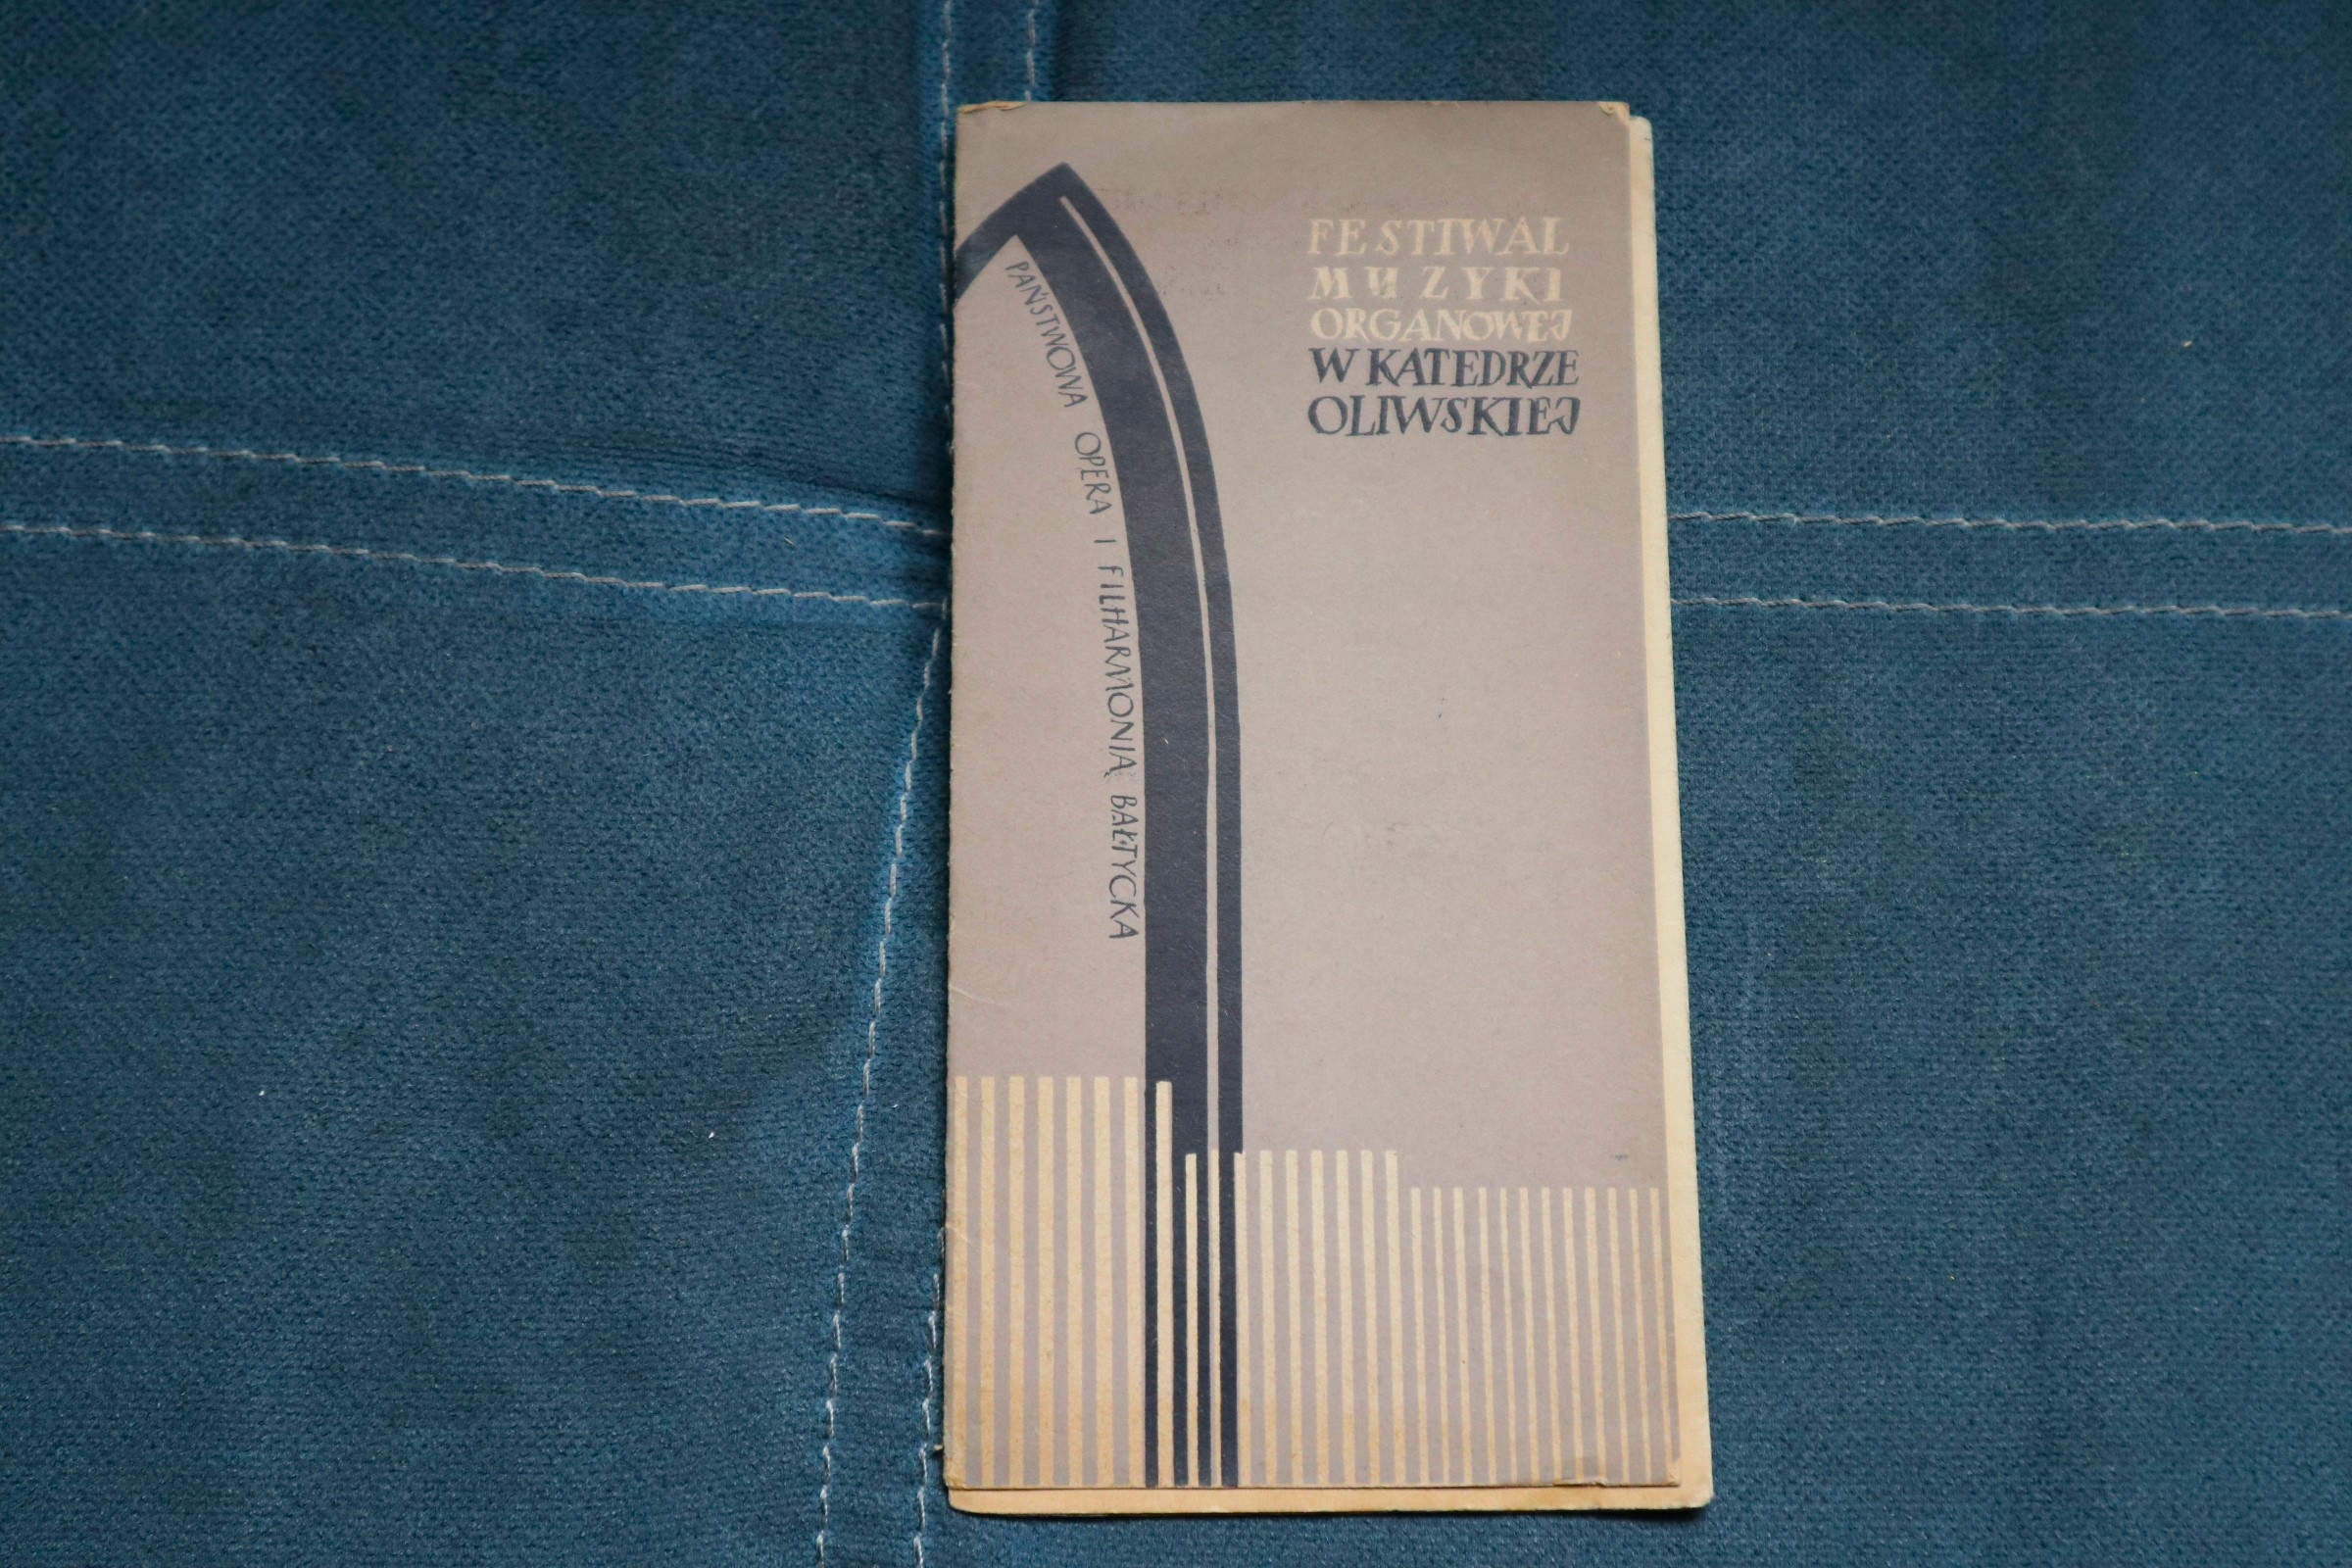 FESTIWAL
MUZYKI
ORGANOWEJ
W KATEDRZE
OLIWSKIEJ
PAŃSTWOWA OPERA I FILHARMONIA BAŁTYCKA